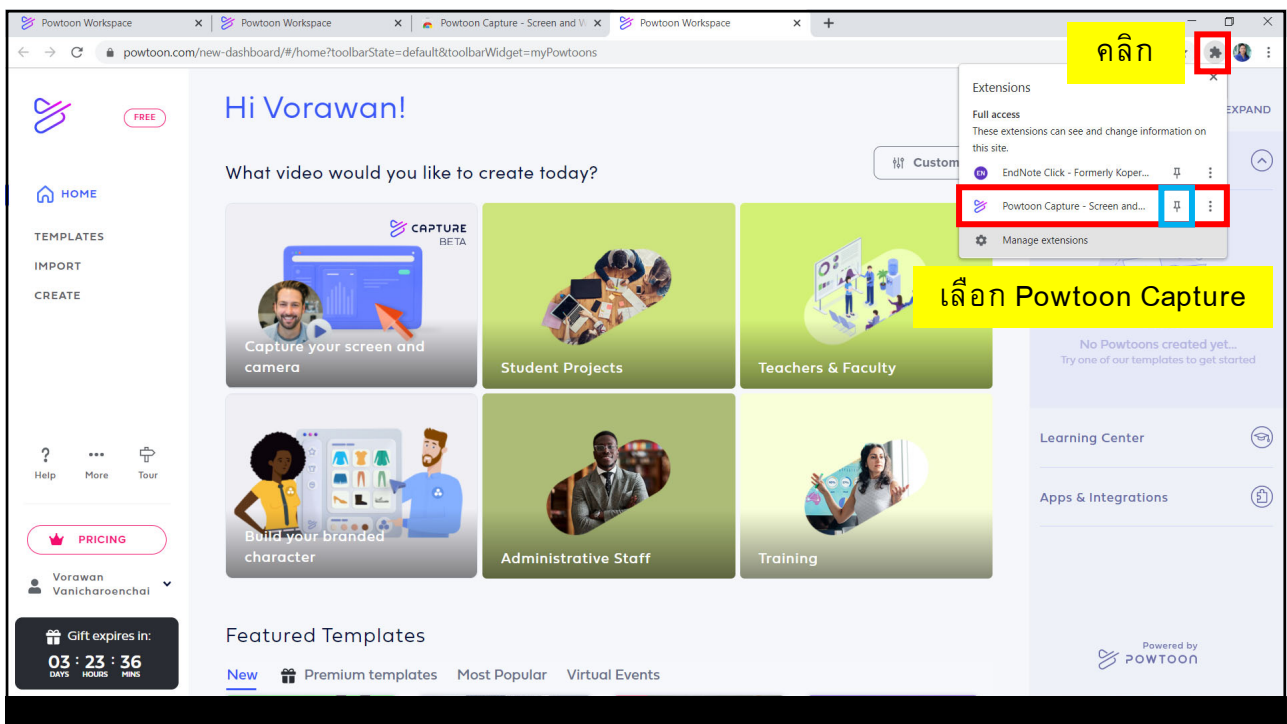 Powtoon Workspace
Powtoon Workspace
Powtoon Capture - Screen and W
Powtoon Workspace
powtoon.com/new-dashboard/#/home?toolbarState=default&toolbarWidget=myPowtoons
คลิก
FREE
HOME
TEMPLATES
IMPORT
CREATE
? Help
More
Tour
PRICING
Vorawan
Vanicharoenchai
Gift expires in:
03 : 23 : 36
DAYS HOURS MINS
Hi Vorawan!
What video would you like to create today?
Custom
CAPTURE
BETA
Capture your screen and
camera
Student Projects
Teachers & Faculty
Build your branded
character
Administrative Staff
Training
Featured Templates
New Premium templates Most Popular Virtual Events
Extensions
Full access
These extensions can see and change information on
this site.
EN EndNote Click - Formerly Koper...
Powtoon Capture - Screen and...
Manage extensions
เลือก Powtoon Capture
EXPAND
No Powtoons created yet...
Try one of our templates to get started
Learning Center
Apps & Integrations
Powered by
POWTOON